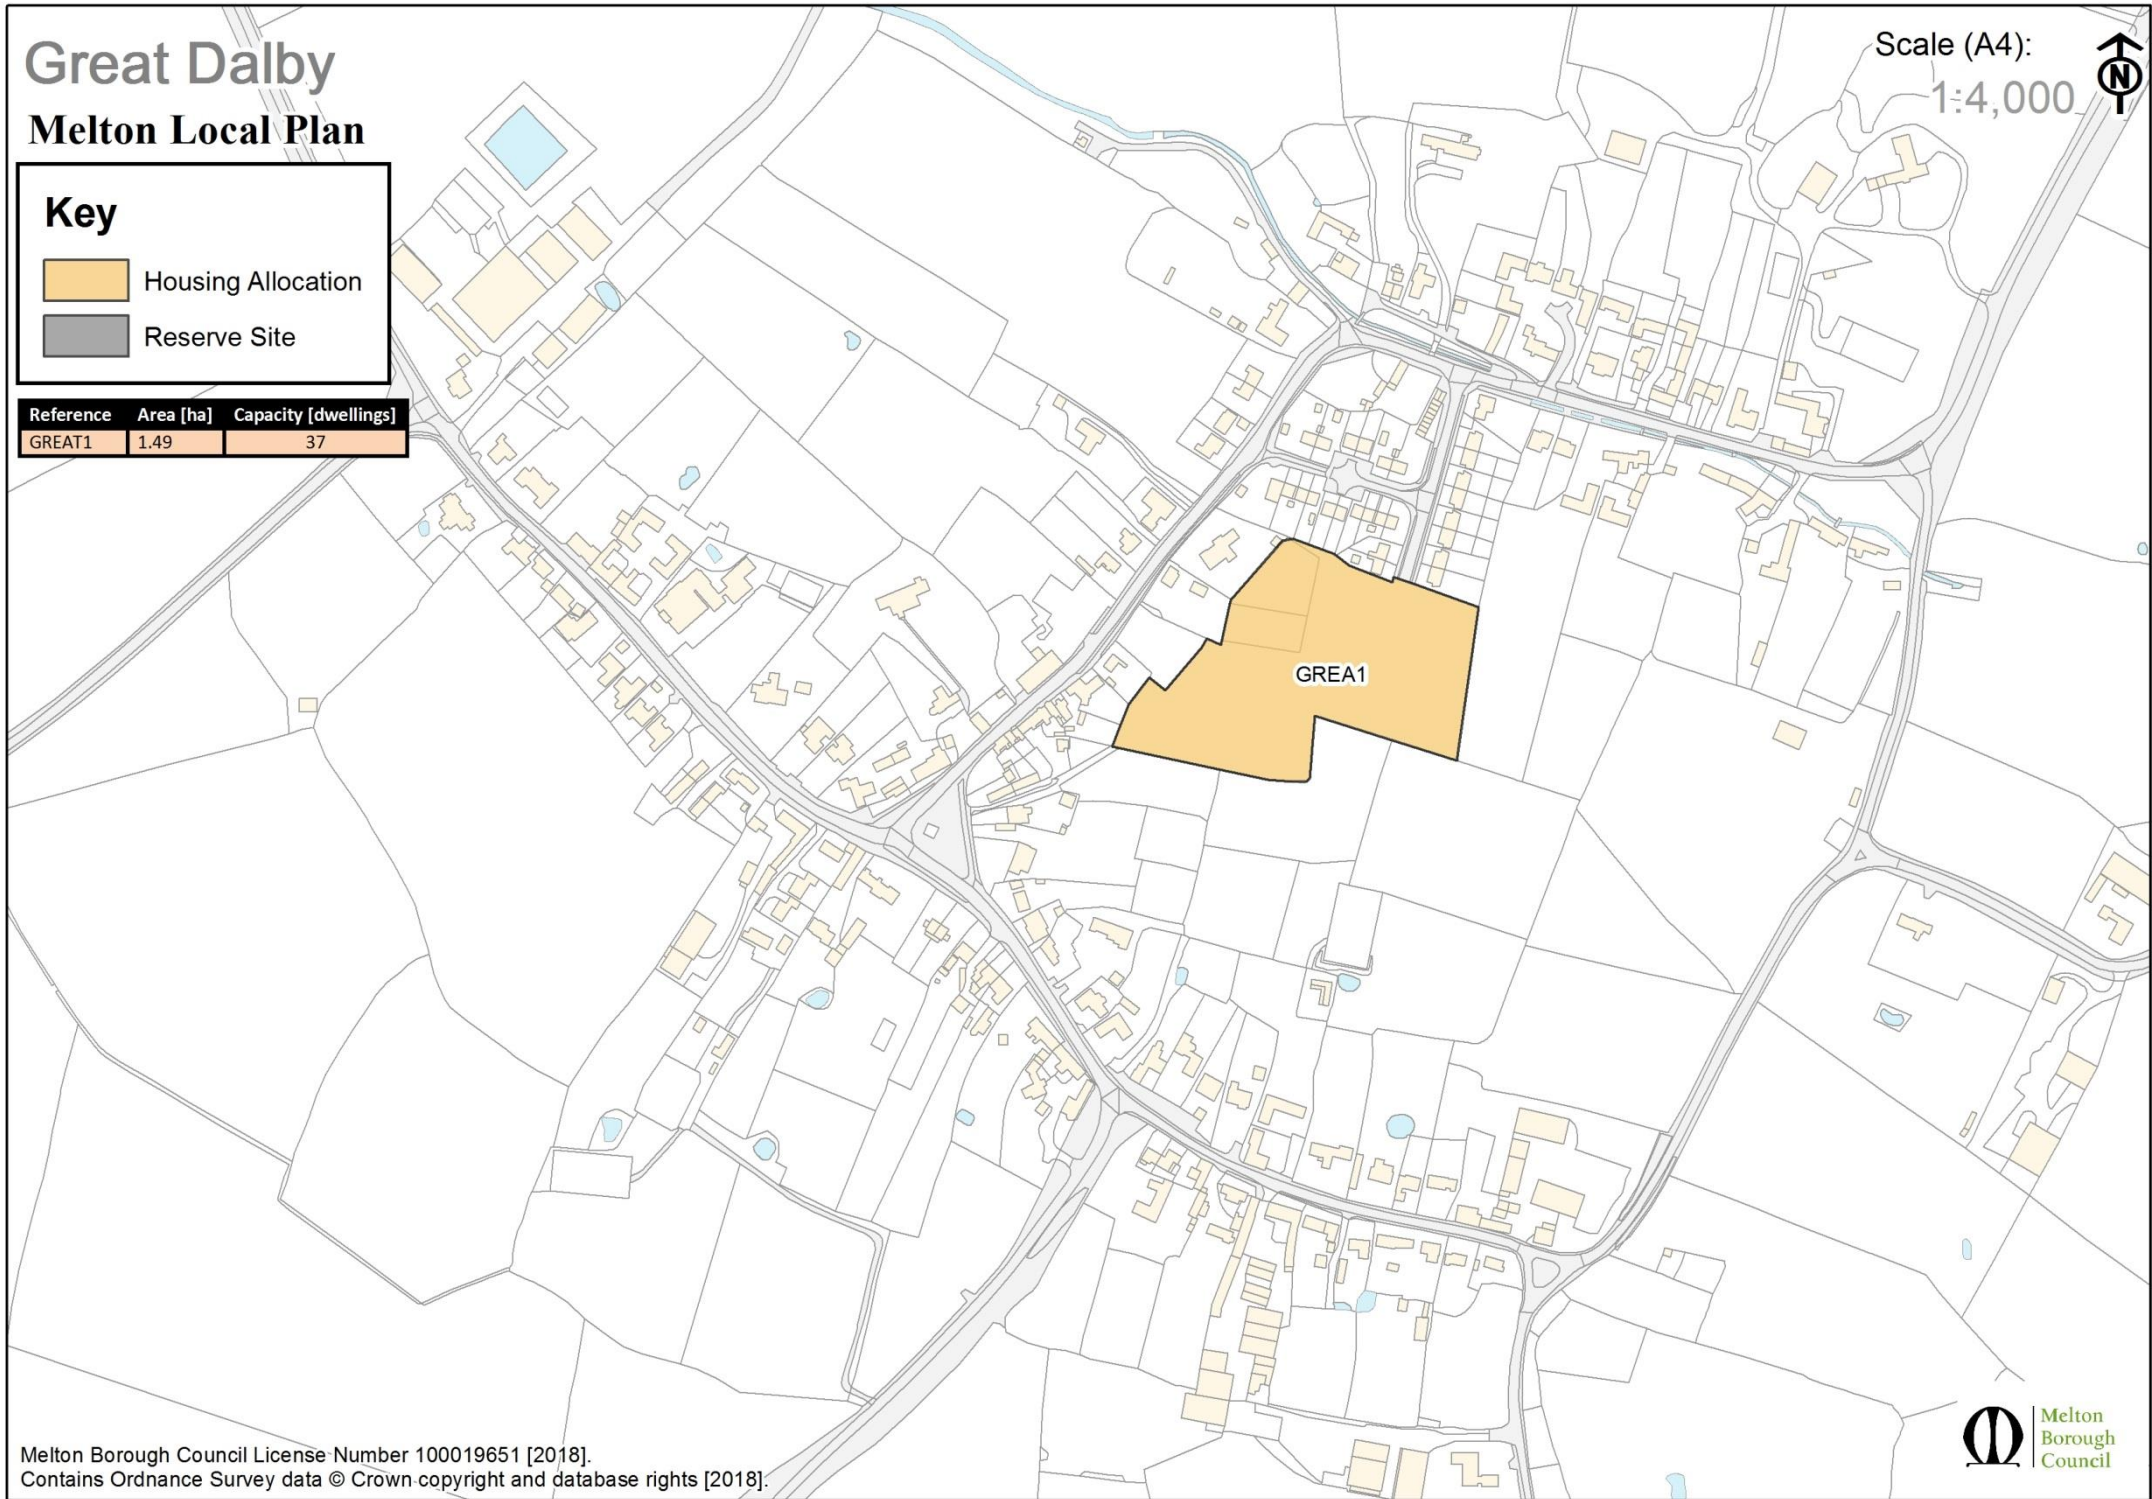 Great Dalby
Melton Local Plan
Scale (A4):
1:4,000
N
Key
Housing Allocation
Reserve Site
Reference Area [ha] Capacity [dwellings]
GREAT1 1.49 37
GREA1
Melton Borough Council License Number 100019651 [2018].
Contains Ordnance Survey data © Crown copyright and database rights [2018].
Melton
Borough
Council